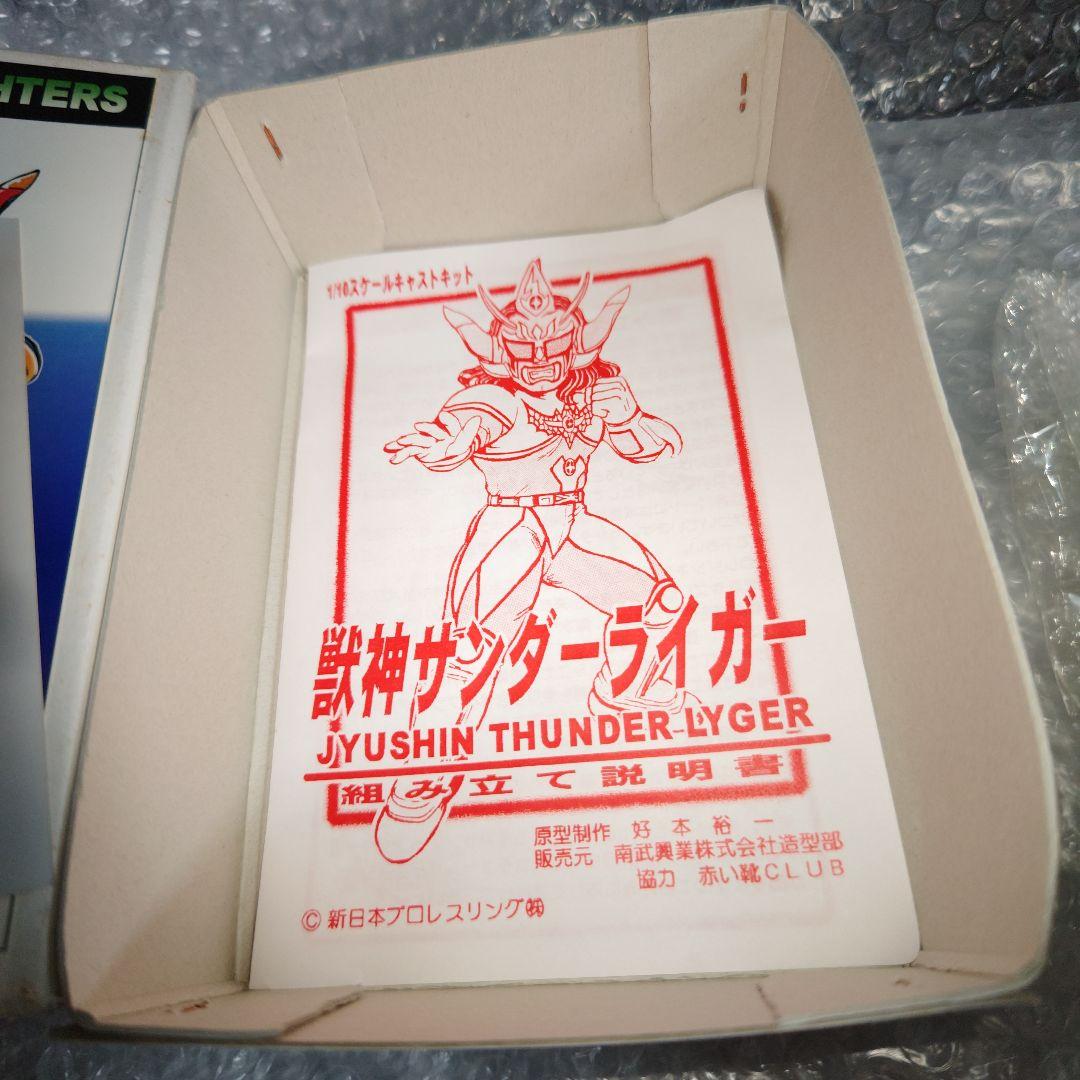 HTERS
1/10スケールキャストキット
獣神サンダーライガー
JYUSHIN THUNDER LYGER
組み立て説明書
原型制作 好本裕一
販売元 南武興業株式会社造型部
協力 赤い靴CLUB
© 新日本プロレスリング㈱